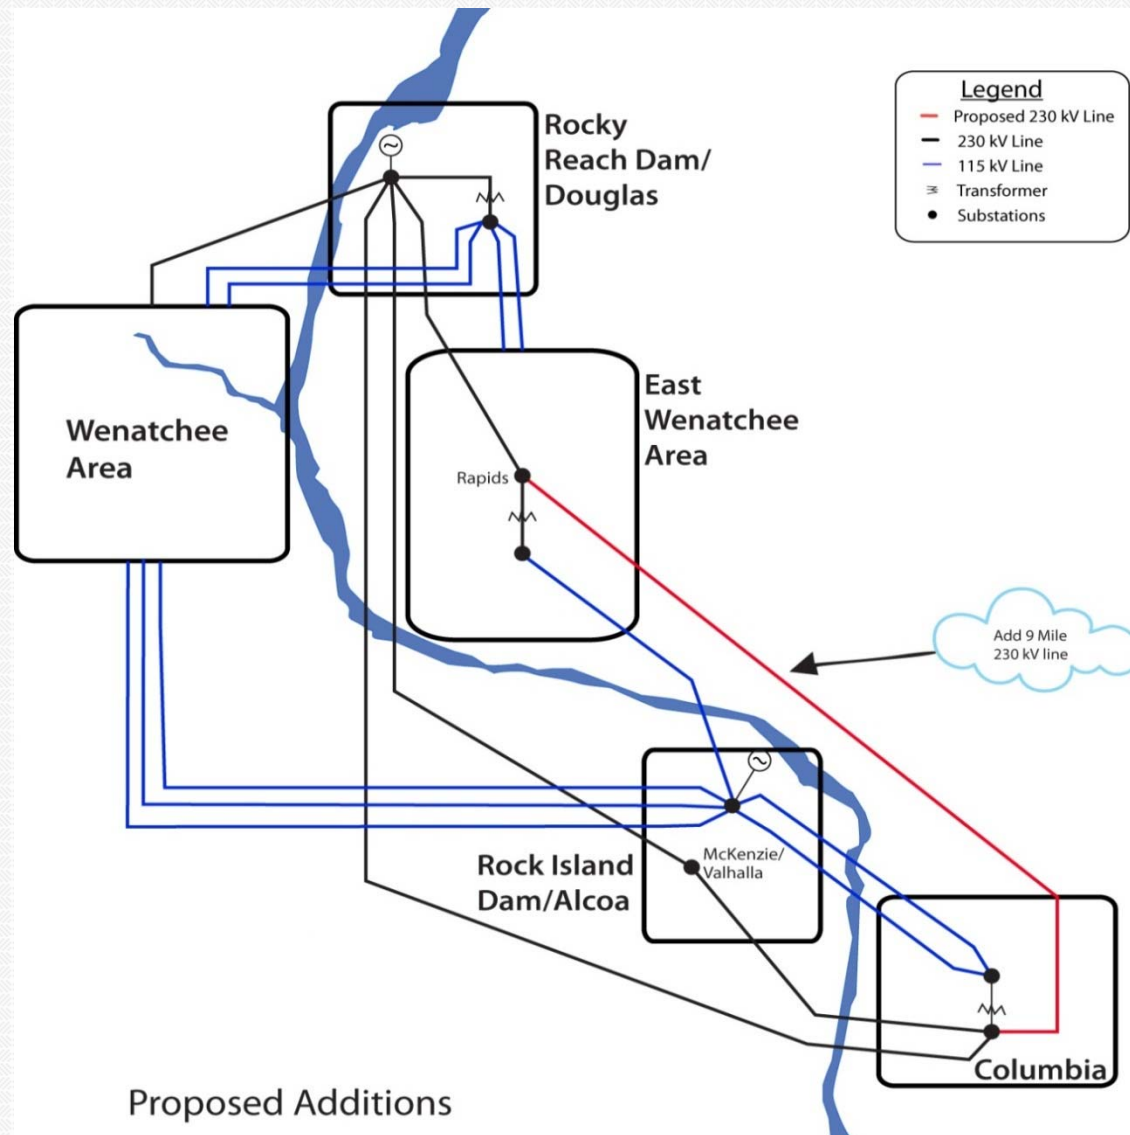 Rocky
Reach Dam/
Douglas
Legend
Proposed 230 kV Line
230 kV Line
115 kV Line
Transformer
Substations
Wenatchee
Area
East
Wenatchee
Area
Rapids
Add 9 Mile
230 kV line
McKenzie/
Valhalla
Rock Island
Dam/Alcoa
Columbia
Proposed Additions